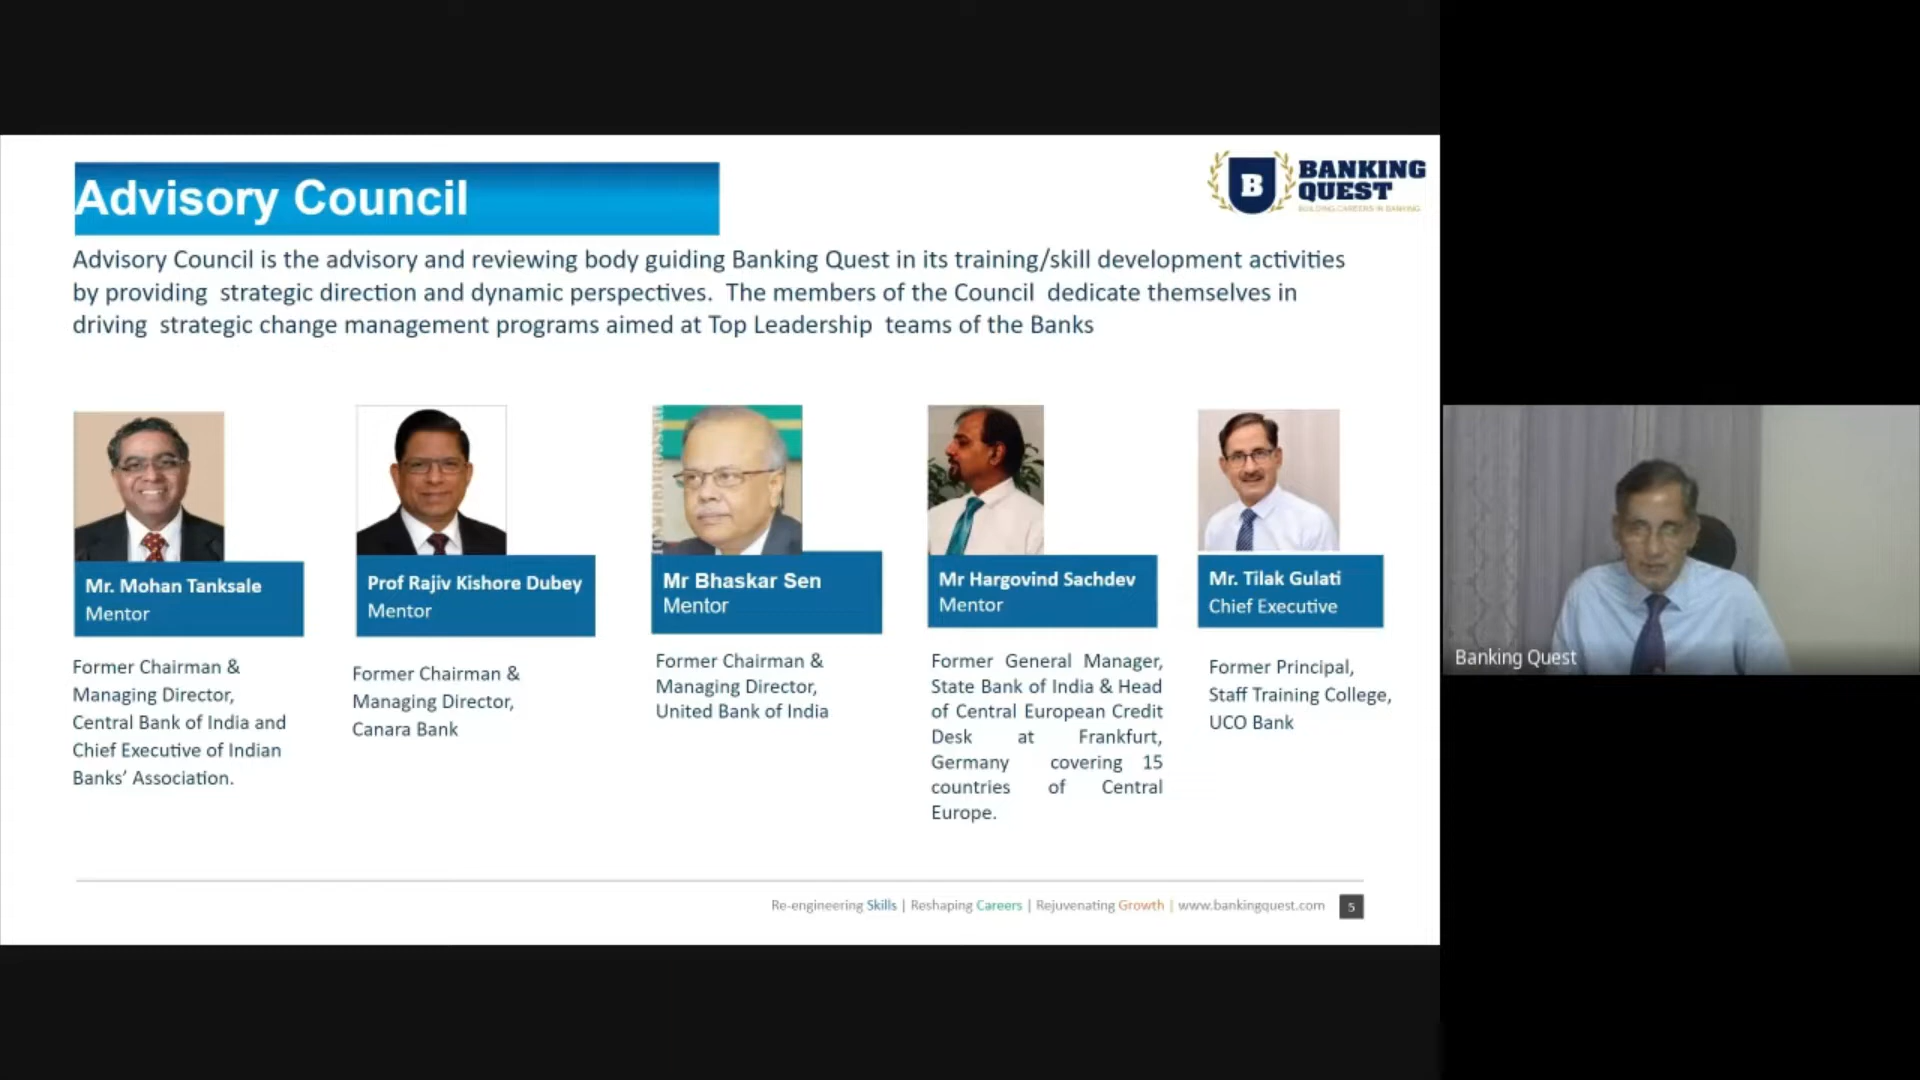 Advisory Council
BANKING
QUEST
BUILDING CAREERS IN BANKING
B
Advisory Council is the advisory and reviewing body guiding Banking Quest in its training/skill development activities
by providing strategic direction and dynamic perspectives. The members of the Council dedicate themselves in
driving strategic change management programs aimed at Top Leadership teams of the Banks
Mr. Mohan Tanksale
Mentor
Former Chairman &
Managing Director,
Central Bank of India and
Chief Executive of Indian
Banks’ Association.
Prof Rajiv Kishore Dubey
Mentor
Former Chairman &
Managing Director,
Canara Bank
Mr Bhaskar Sen
Mentor
Former Chairman &
Managing Director,
United Bank of India
Mr Hargovind Sachdev
Mentor
Former General Manager,
State Bank of India & Head
of Central European Credit
Desk at Frankfurt,
Germany covering 15
countries of Central
Europe.
Mr. Tilak Gulati
Chief Executive
Former Principal,
Staff Training College,
UCO Bank
Banking Quest
Re-engineering Skills | Reshaping Careers | Rejuvenating Growth | www.bankingquest.com
5